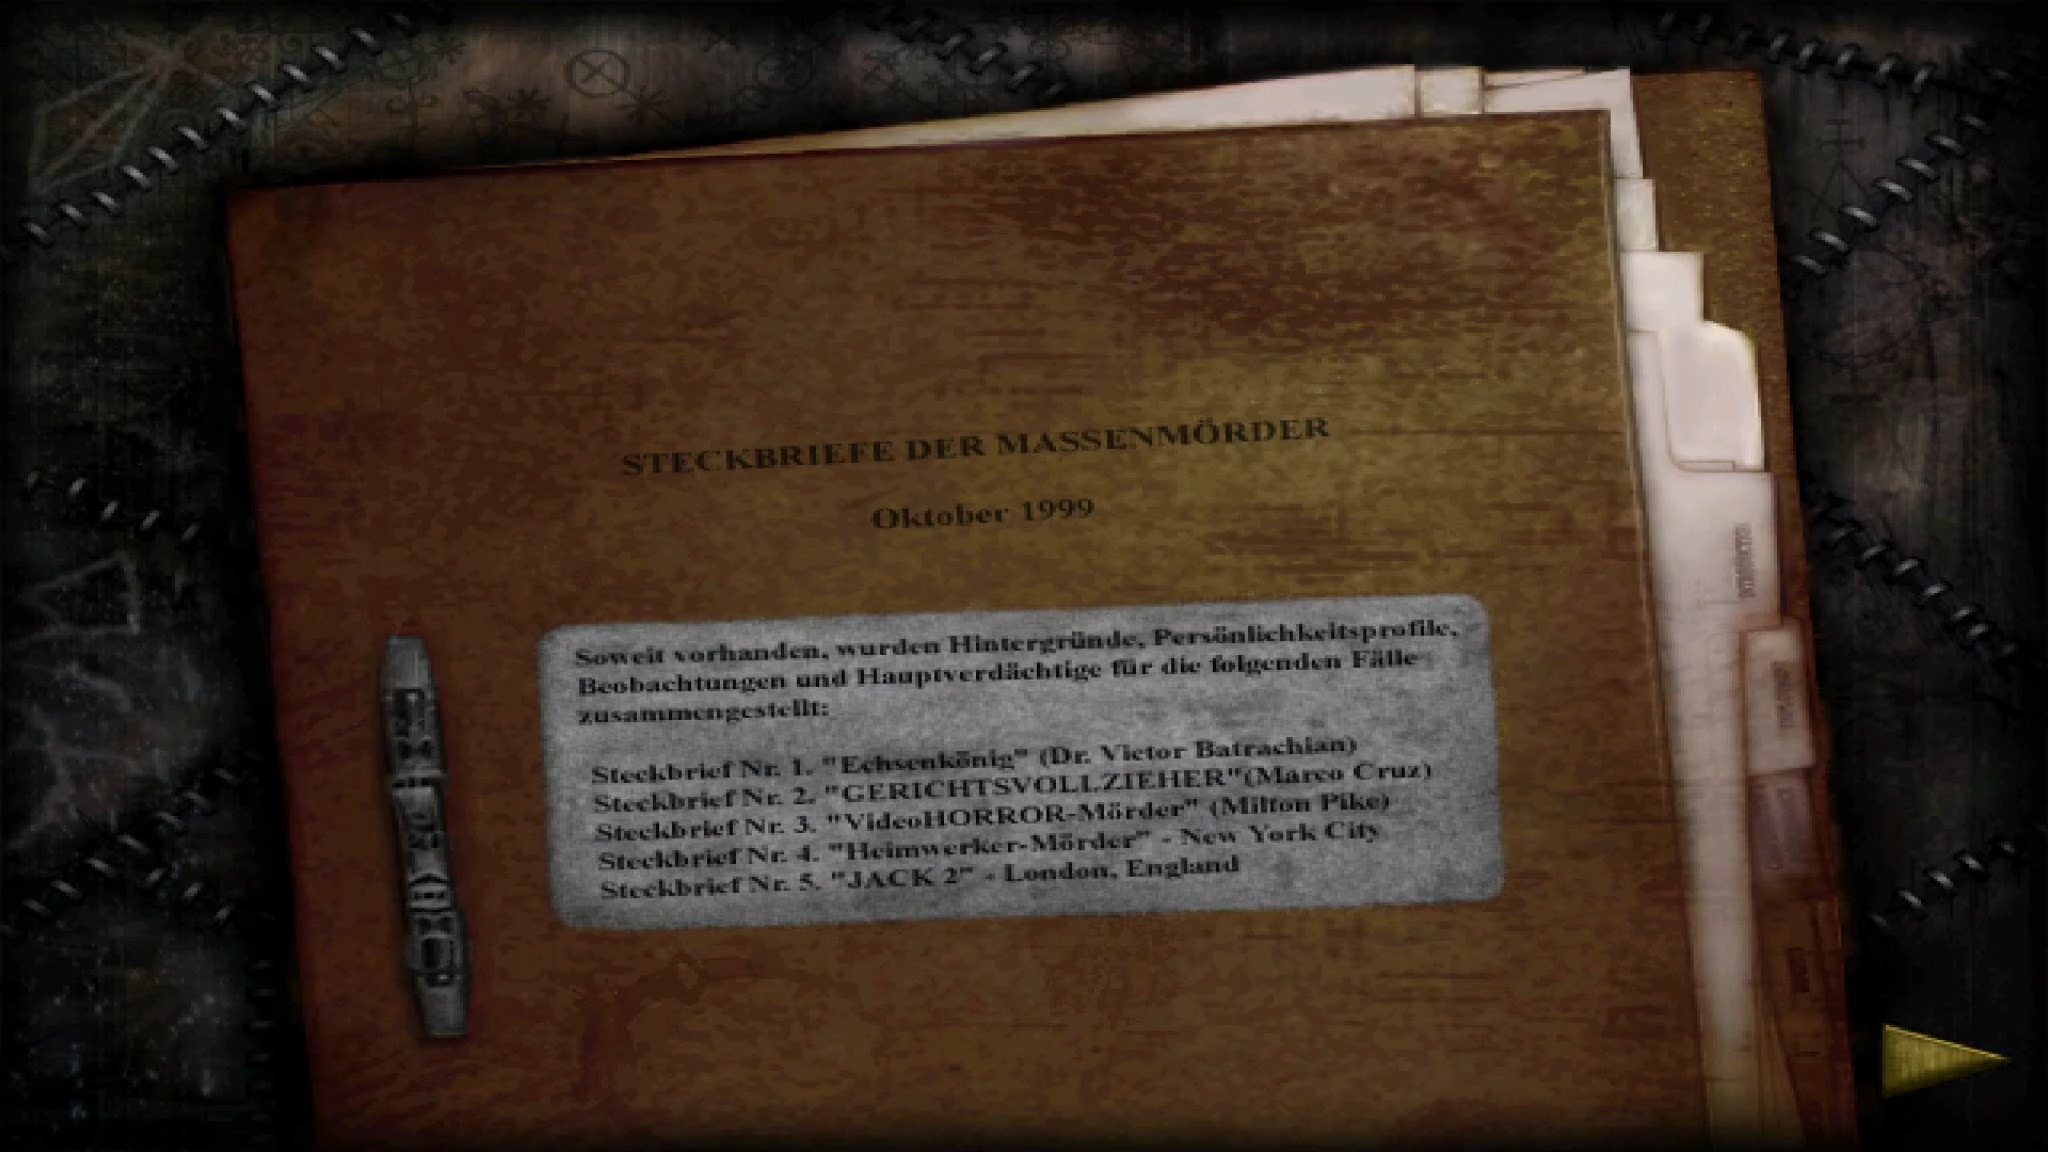 STECKBRIEFE DER MASSENMÖRDER
Oktober 1999
Soweit vorhanden, wurden Hintergründe, Persönlichkeitsprofile,
Beobachtungen und Hauptverdächtige für die folgenden Fälle
zusammengestellt:
Steckbrief Nr. 1. "Echsenkönig" (Dr. Victor Batrachian)
Steckbrief Nr. 2. "GERICHTSVOLLZIEHER"(Marco Cruz)
Steckbrief Nr. 3. "VideoHORROR-Mörder" (Milton Pike)
Steckbrief Nr. 4. "Heimwerker-Mörder" - New York City
Steckbrief Nr. 5. "JACK 2" - London, England